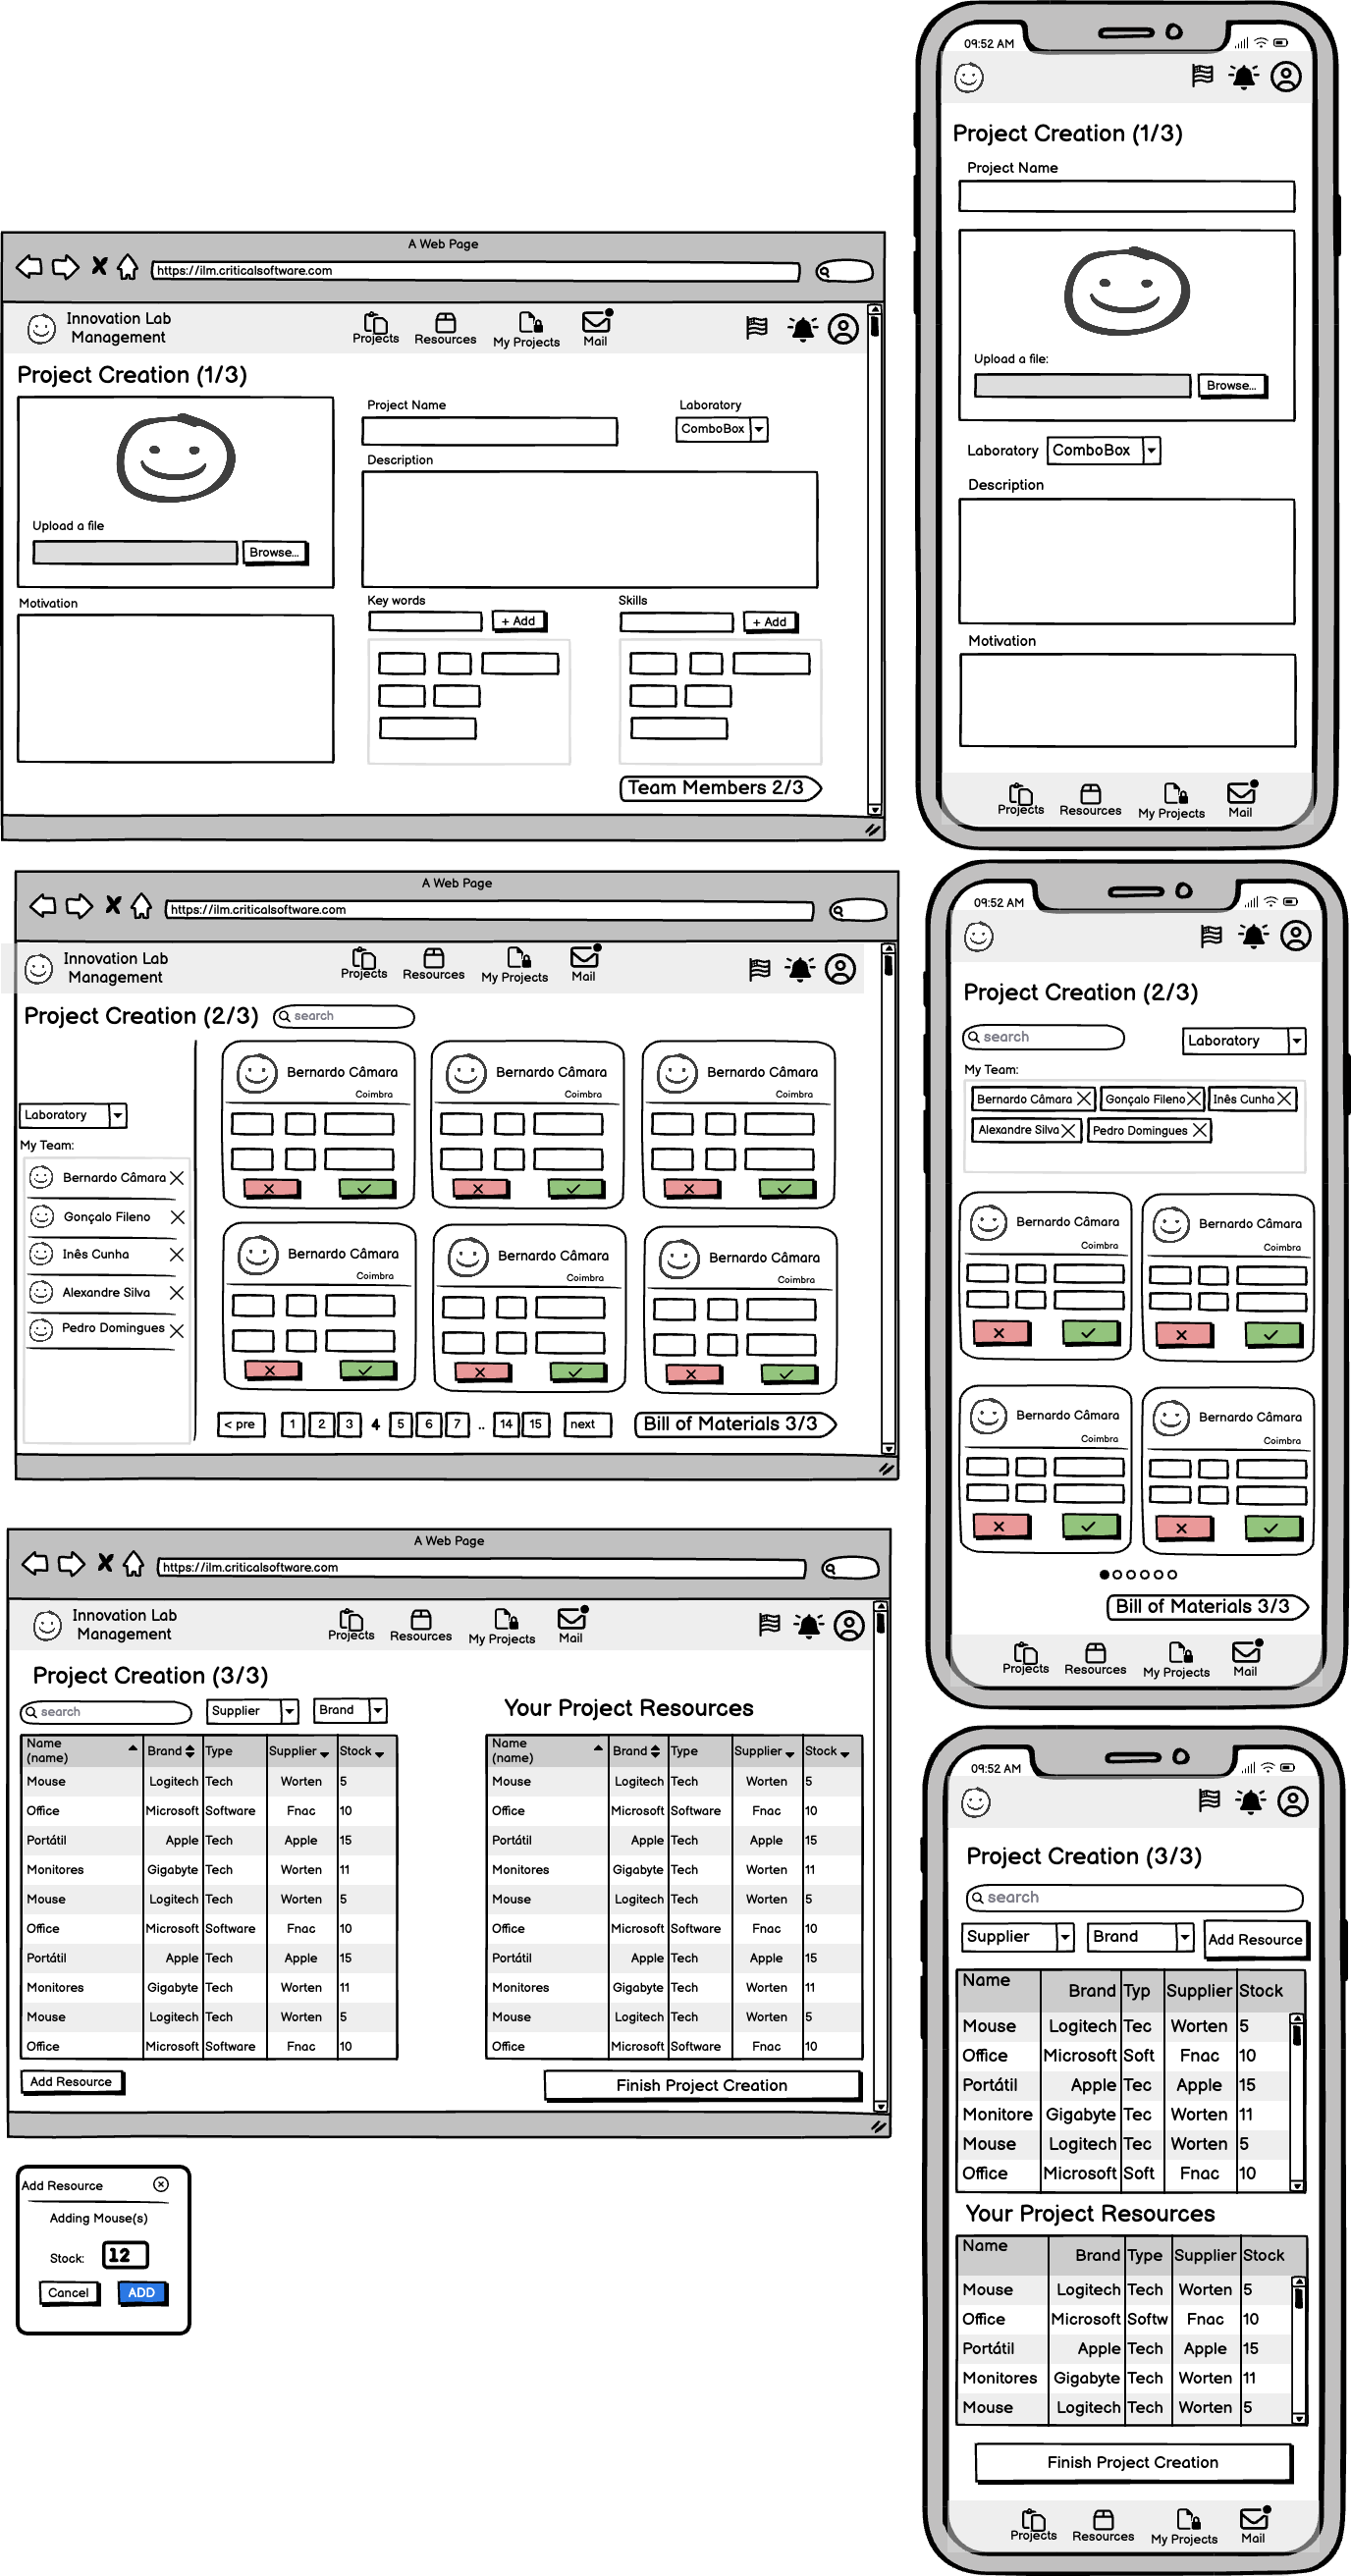 09:52 AM
Project Creation (1/3)
Project Name
Upload a file:
Browse...
Laboratory ComboBox
Description
Motivation
Projects Resources My Projects Mail
A Web Page
https://ilm.criticalsoftware.com
Innovation Lab
Management
Projects Resources My Projects Mail
Project Creation (1/3)
Project Name Laboratory
ComboBox
Description
Upload a file
Browse...
Motivation
Key words Skills
+ Add + Add
Team Members 2/3
A Web Page
https://ilm.criticalsoftware.com
Innovation Lab
Management
Projects Resources My Projects Mail
Project Creation (2/3) search
Laboratory
My Team:
Bernardo Câmara
Gonçalo Fileno
Inês Cunha
Alexandre Silva
Pedro Domingues
Bernardo Câmara
Coimbra
Bernardo Câmara
Coimbra
Bernardo Câmara
Coimbra
Bernardo Câmara
Coimbra
Bernardo Câmara
Coimbra
Bernardo Câmara
Coimbra
< pre 1 2 3 4 5 6 7 .. 14 15 next
Bill of Materials 3/3
09:52 AM
Project Creation (2/3)
search Laboratory
My Team:
Bernardo Câmara Gonçalo Fileno Inês Cunha
Alexandre Silva Pedro Domingues
Bernardo Câmara
Coimbra
Bernardo Câmara
Coimbra
Bernardo Câmara
Coimbra
Bernardo Câmara
Coimbra
Bill of Materials 3/3
Projects Resources My Projects Mail
A Web Page
https://ilm.criticalsoftware.com
Innovation Lab
Management
Projects Resources My Projects Mail
Project Creation (3/3)
search Supplier Brand
Name
(name) Brand Type Supplier Stock
Mouse Logitech Tech Worten 5
Office Microsoft Software Fnac 10
Portátil Apple Tech Apple 15
Monitores Gigabyte Tech Worten 11
Mouse Logitech Tech Worten 5
Office Microsoft Software Fnac 10
Portátil Apple Tech Apple 15
Monitores Gigabyte Tech Worten 11
Mouse Logitech Tech Worten 5
Office Microsoft Software Fnac 10
Add Resource
Your Project Resources
Name
(name) Brand Type Supplier Stock
Mouse Logitech Tech Worten 5
Office Microsoft Software Fnac 10
Portátil Apple Tech Apple 15
Monitores Gigabyte Tech Worten 11
Mouse Logitech Tech Worten 5
Office Microsoft Software Fnac 10
Portátil Apple Tech Apple 15
Monitores Gigabyte Tech Worten 11
Mouse Logitech Tech Worten 5
Office Microsoft Software Fnac 10
Finish Project Creation
Add Resource
Adding Mouse(s)
Stock: 12
Cancel ADD
09:52 AM
Project Creation (3/3)
search
Supplier Brand Add Resource
Name Brand Typ Supplier Stock
Mouse Logitech Tec Worten 5
Office Microsoft Soft Fnac 10
Portátil Apple Tec Apple 15
Monitore Gigabyte Tec Worten 11
Mouse Logitech Tec Worten 5
Office Microsoft Soft Fnac 10
Your Project Resources
Name Brand Type Supplier Stock
Mouse Logitech Tech Worten 5
Office Microsoft Softw Fnac 10
Portátil Apple Tech Apple 15
Monitores Gigabyte Tech Worten 11
Mouse Logitech Tech Worten 5
Finish Project Creation
Projects Resources My Projects Mail